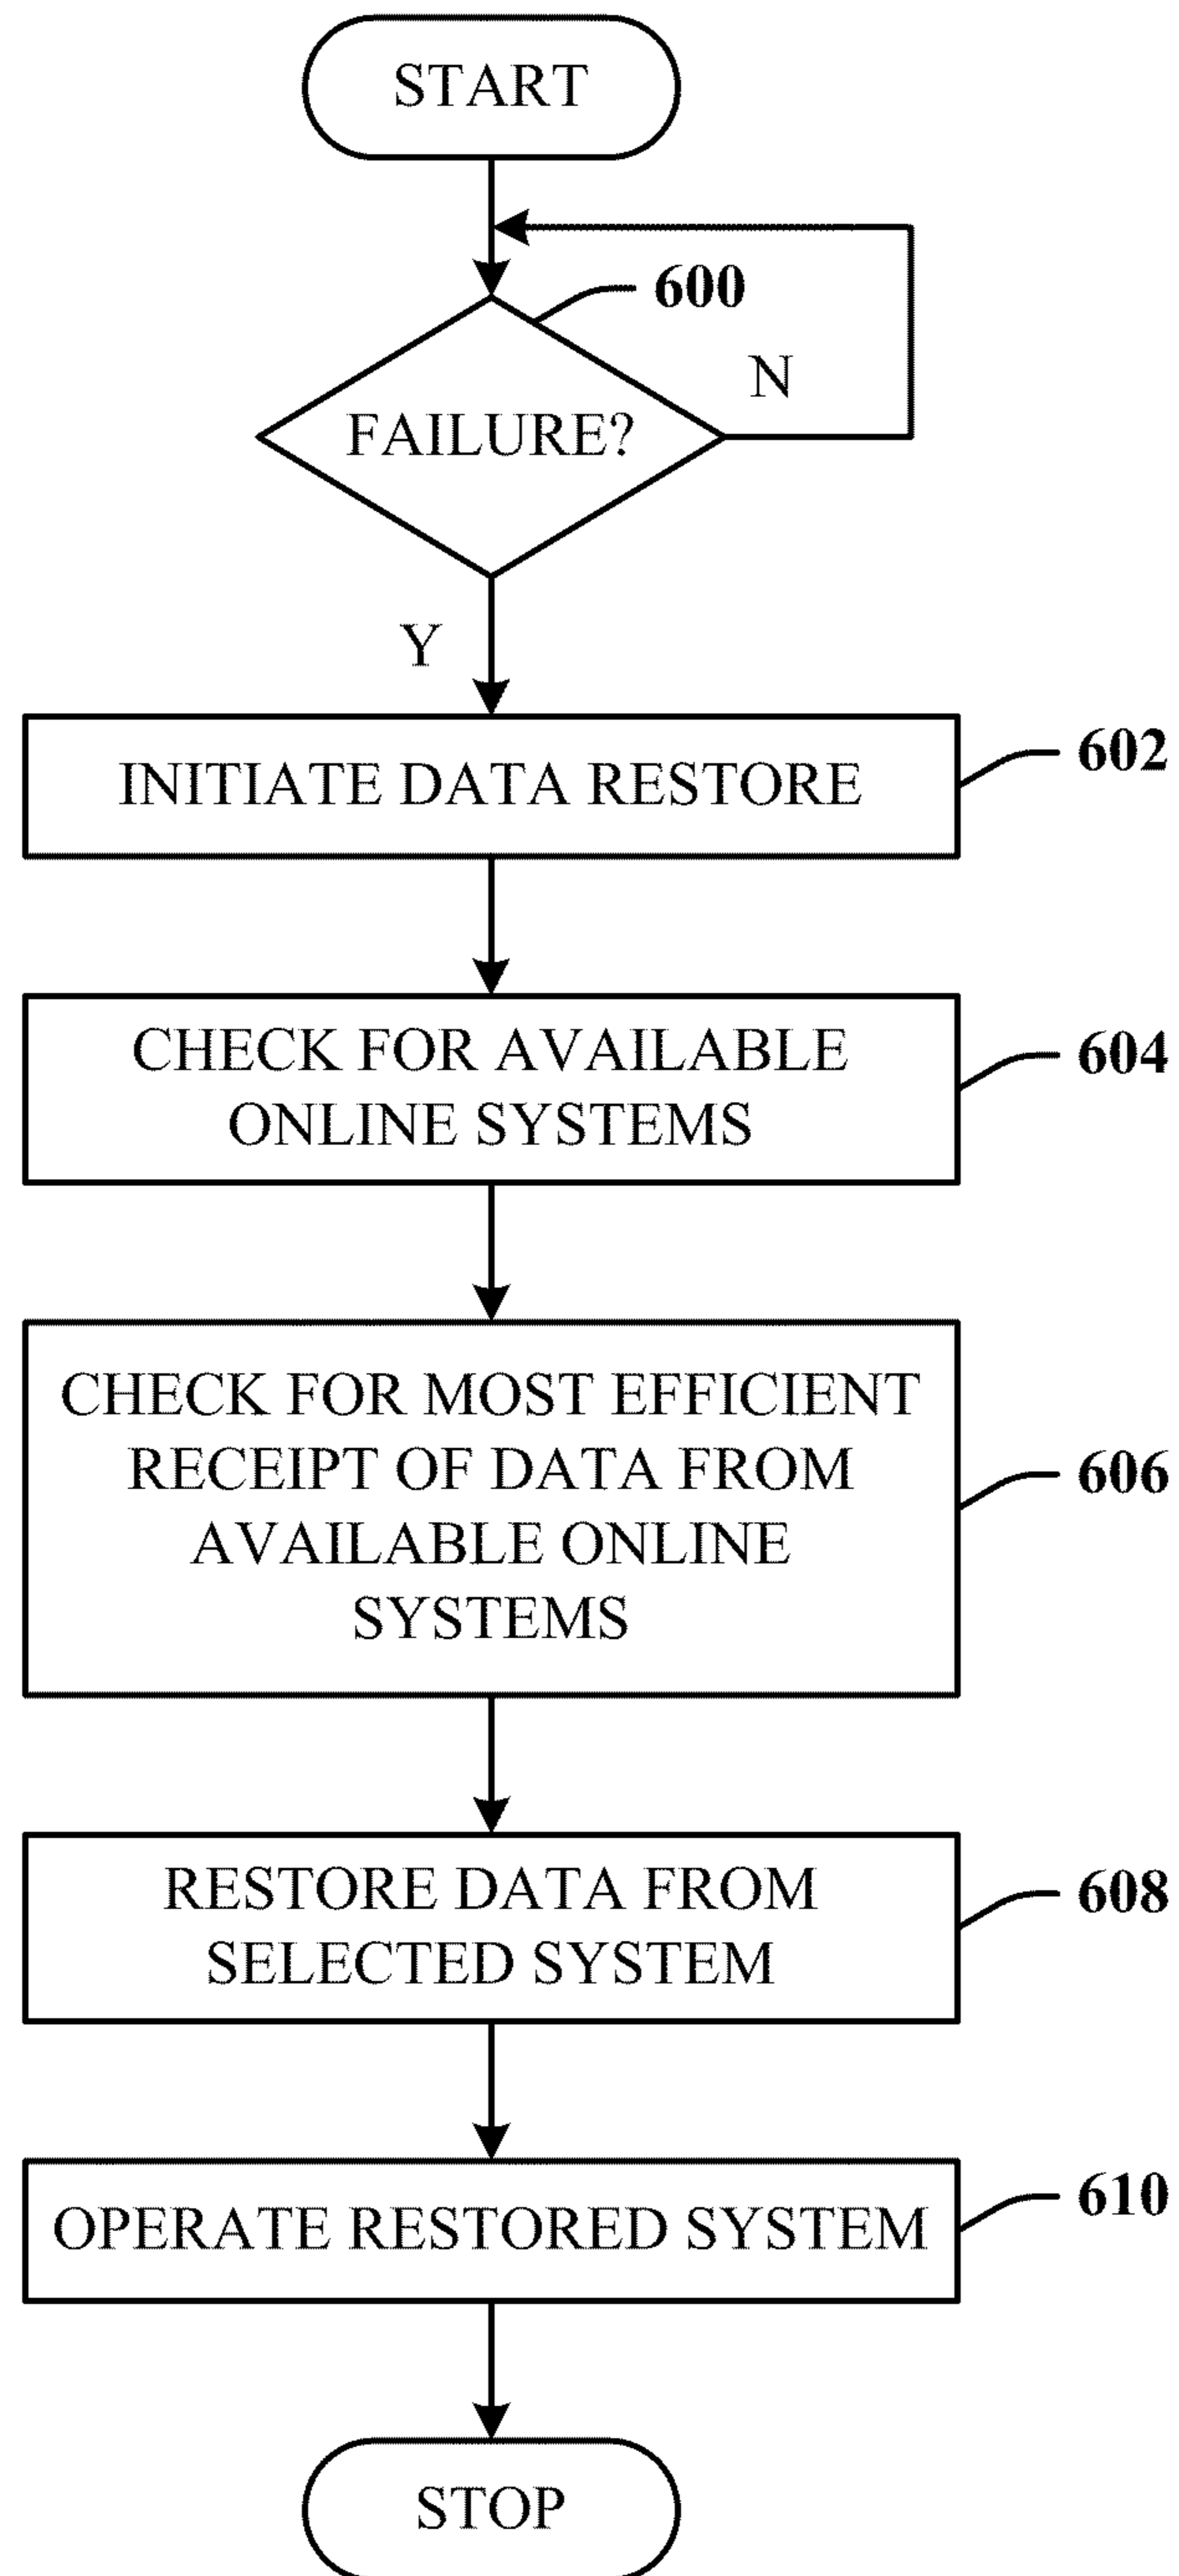 START
600
N
FAILURE?
Y
602
INITIATE DATA RESTORE
604
CHECK FOR AVAILABLE
ONLINE SYSTEMS
606
CHECK FOR MOST EFFICIENT
RECEIPT OF DATA FROM
AVAILABLE ONLINE
SYSTEMS
608
RESTORE DATA FROM
SELECTED SYSTEM
610
OPERATE RESTORED SYSTEM
STOP